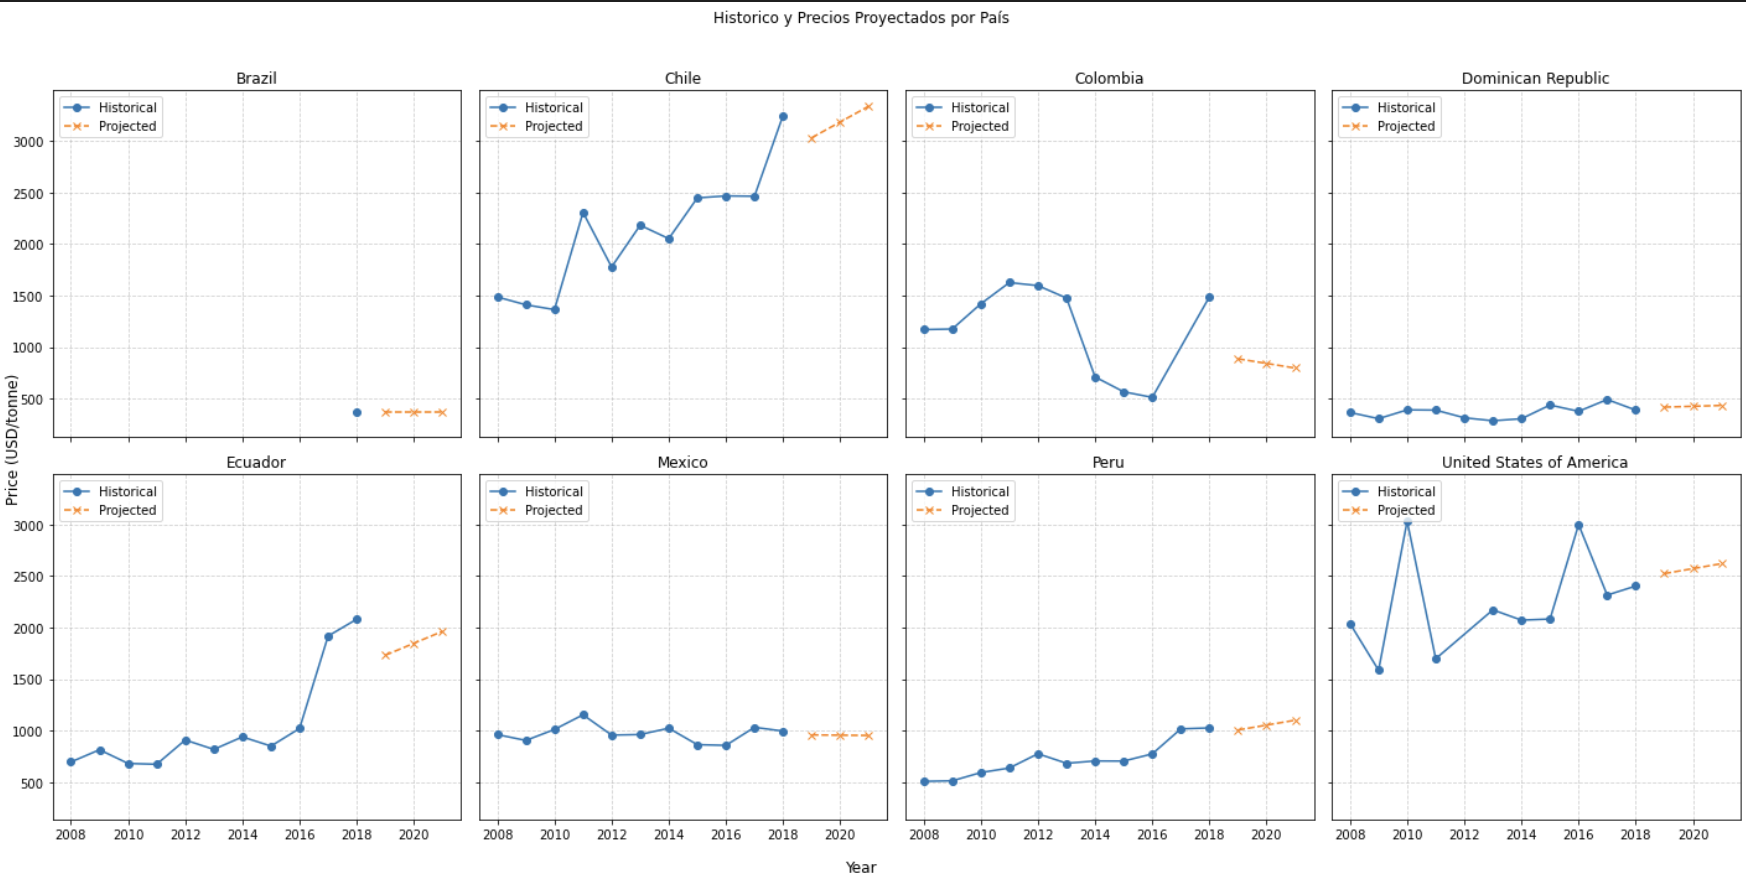 Historico y Precios Proyectados por País
Brazil
Chile
Colombia
Dominican Republic
Historical
Projected
Historical
Projected
Historical
Projected
Historical
Projected
3000
2500
2000
1500
1000
500
Price (USD/tonne)
Ecuador
Mexico
Peru
United States of America
Historical
Projected
Historical
Projected
Historical
Projected
Historical
Projected
3000
2500
2000
1500
1000
500
2008 2010 2012 2014 2016 2018 2020
2008 2010 2012 2014 2016 2018 2020
2008 2010 2012 2014 2016 2018 2020
2008 2010 2012 2014 2016 2018 2020
Year